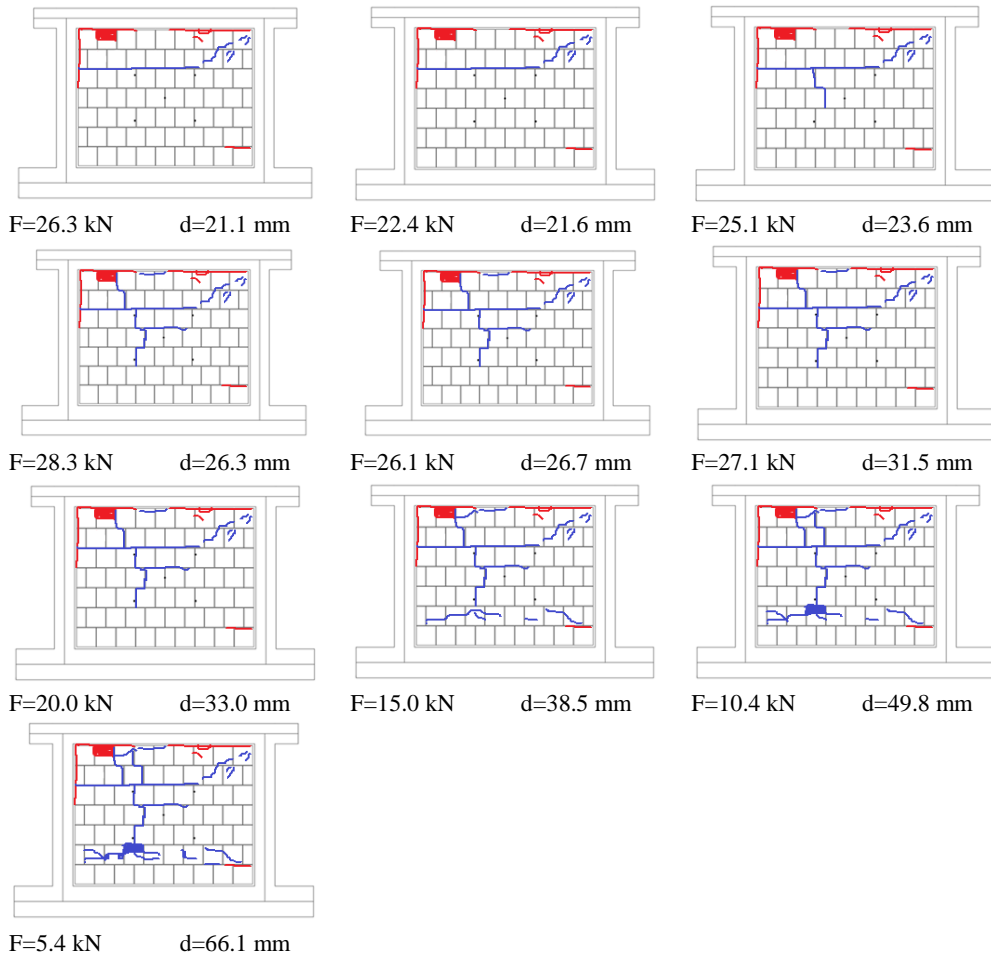 F=26.3 kN d=21.1 mm F=22.4 kN d=21.6 mm F=25.1 kN d=23.6 mm
F=28.3 kN d=26.3 mm F=26.1 kN d=26.7 mm F=27.1 kN d=31.5 mm
F=20.0 kN d=33.0 mm F=15.0 kN d=38.5 mm F=10.4 kN d=49.8 mm
F=5.4 kN d=66.1 mm